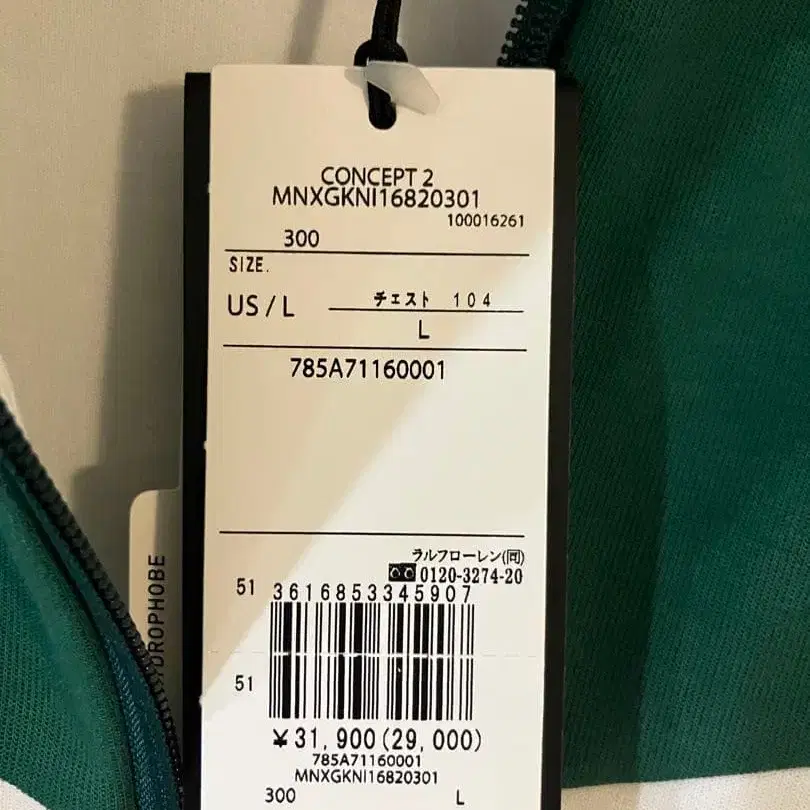 CONCEPT 2
MNXGKNI16820301
100016261
300
SIZE.
US / L
チェスト 104
L
785A71160001
ラルフローレン(同)
0120-3274-20
51
3616853345907
51
¥31,900(29,000)
785A71160001
MNXGKNI16820301
300 L
DROPHOBE